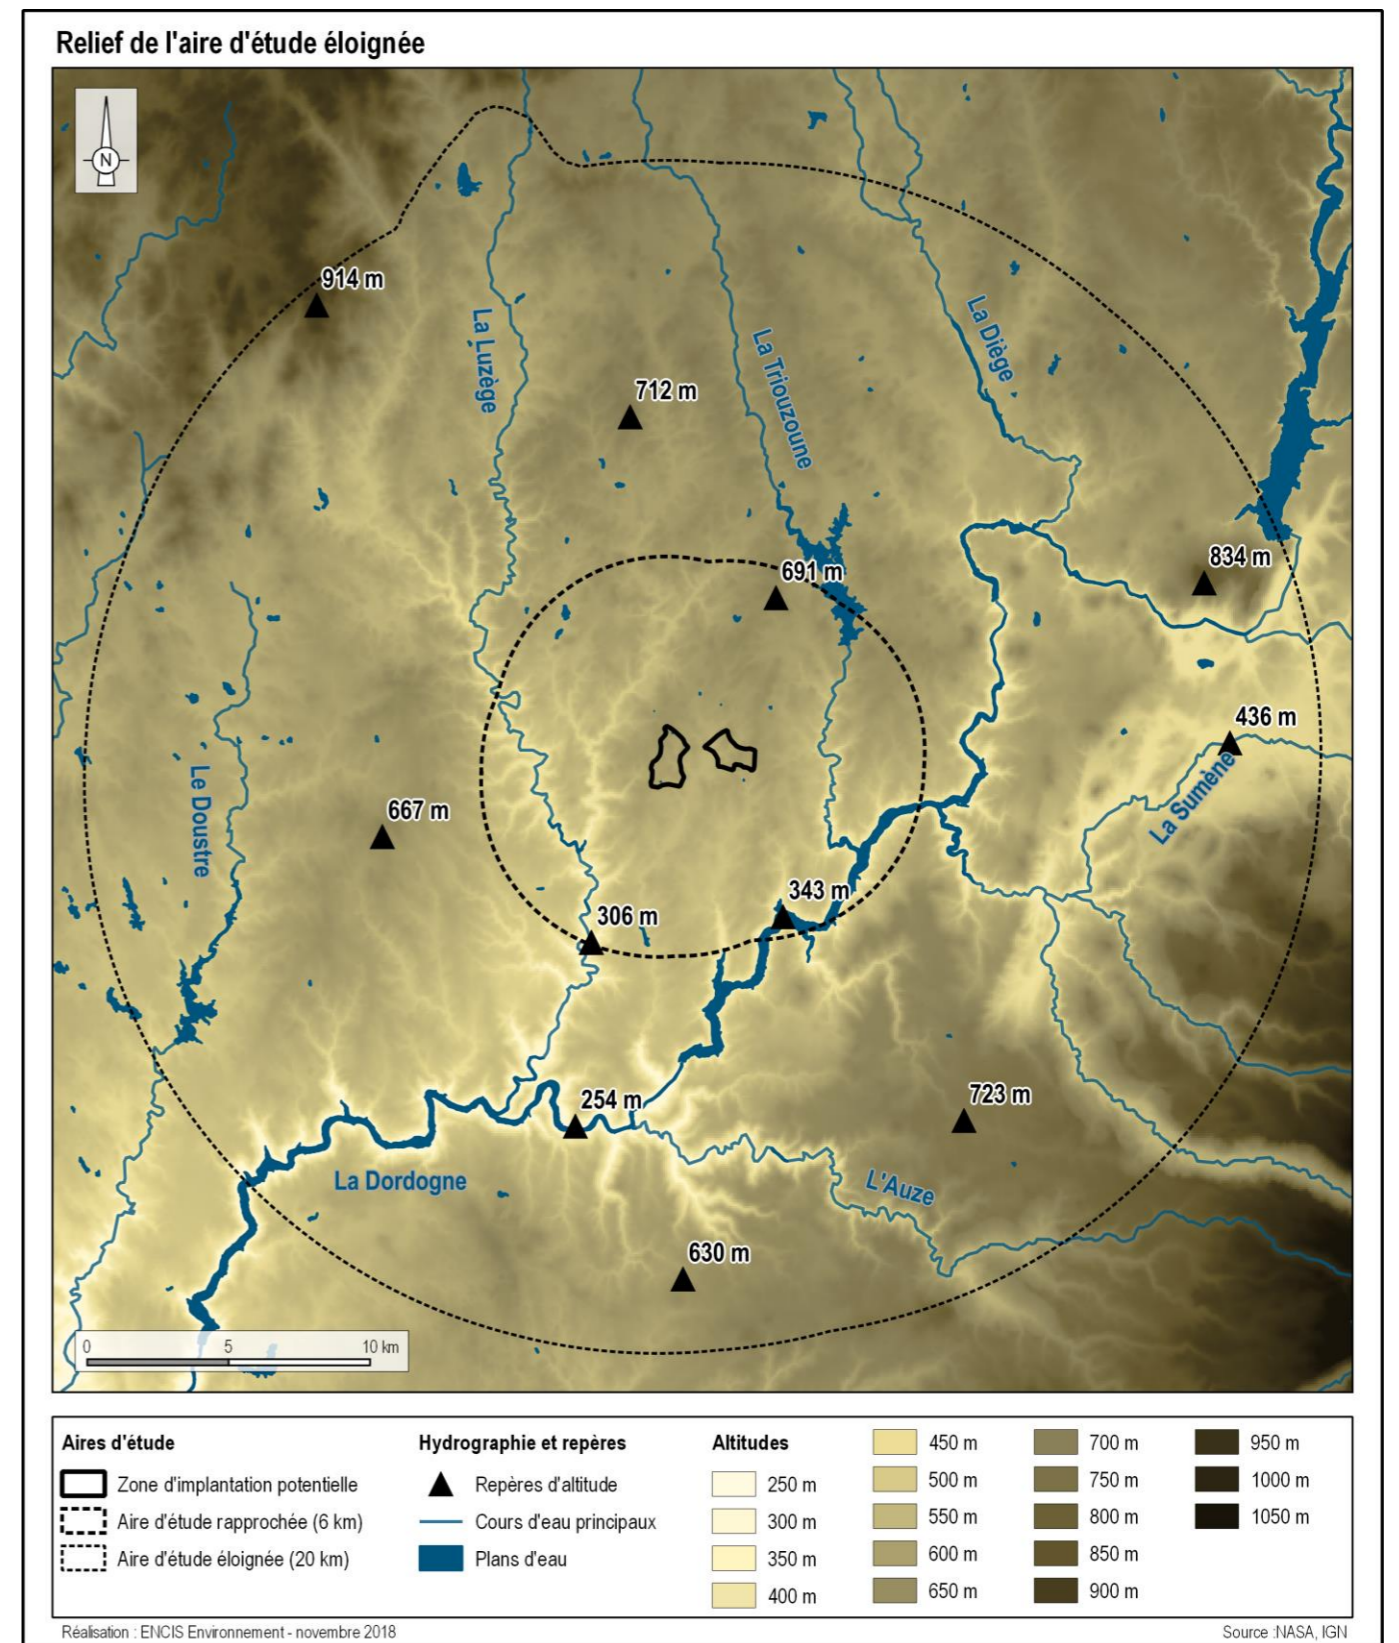 Relief de l'aire d'étude éloignée
N
914 m
La Luzège
La Triouzoune
La Diège
712 m
691 m
834 m
436 m
La Sumène
Le Doustre
667 m
343 m
306 m
254 m
723 m
La Dordogne
L'Auze
630 m
0 5 10 km
Aires d'étude
Zone d'implantation potentielle
Aire d'étude rapprochée (6 km)
Aire d'étude éloignée (20 km)
Hydrographie et repères
Repères d'altitude
Cours d'eau principaux
Plans d'eau
Altitudes
250 m
300 m
350 m
400 m
450 m
500 m
550 m
600 m
650 m
700 m
750 m
800 m
850 m
900 m
950 m
1000 m
1050 m
Réalisation : ENCIS Environnement - novembre 2018
Source :NASA, IGN